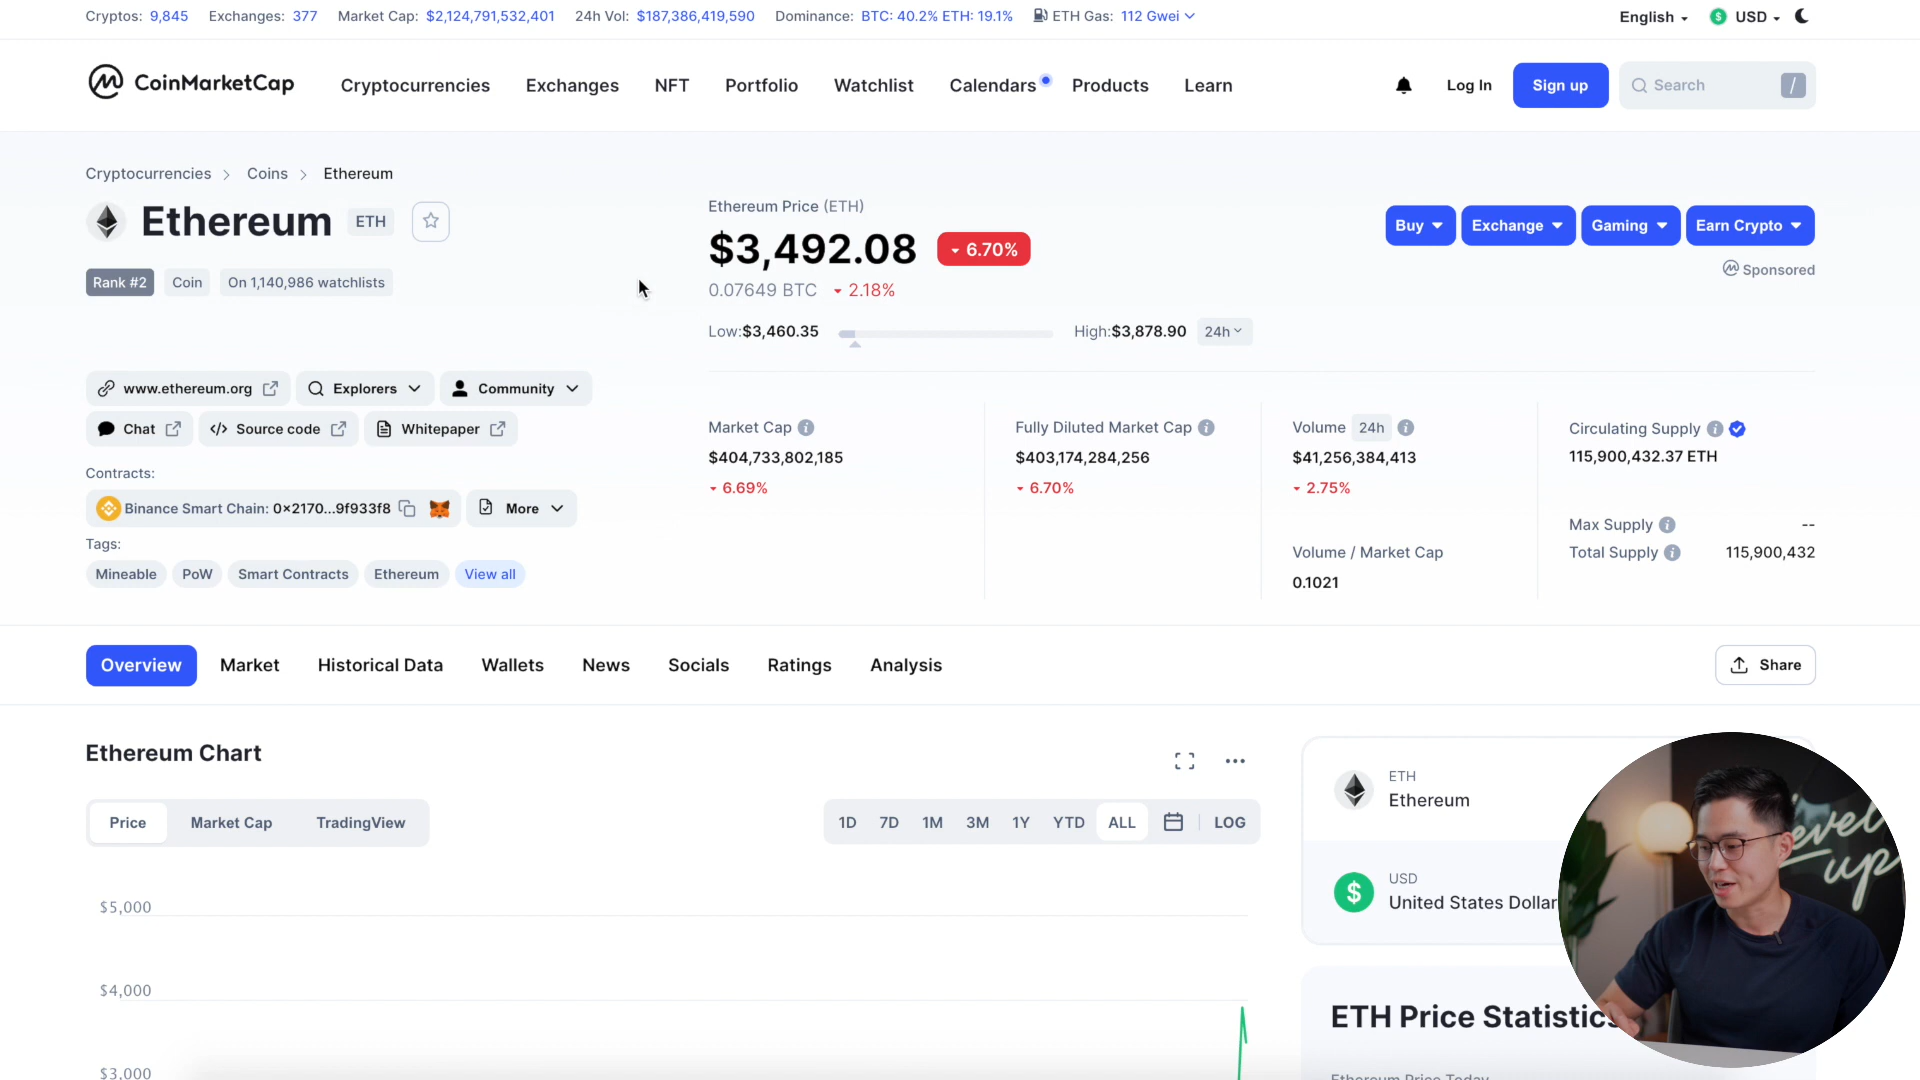 Cryptos: 9,845 Exchanges: 377 Market Cap: $2,124,791,532,401 24h Vol: $187,386,419,590 Dominance: BTC: 40.2% ETH: 19.1% ETH Gas: 112 Gwei English $ USD
CoinMarketCap Cryptocurrencies Exchanges NFT Portfolio Watchlist Calendars Products Learn Log In Sign up Search /
Cryptocurrencies > Coins > Ethereum
Ethereum ETH
Rank #2 Coin On 1,140,986 watchlists
www.ethereum.org Explorers Community
Chat </> Source code Whitepaper
Contracts:
Binance Smart Chain: 0x2170...9f933f8 More
Tags:
Mineable PoW Smart Contracts Ethereum View all
Ethereum Price (ETH)
$3,492.08 6.70%
0.07649 BTC 2.18%
Low:$3,460.35 High:$3,878.90 24h
Buy Exchange Gaming Earn Crypto
Sponsored
Market Cap i
$404,733,802,185
6.69%
Fully Diluted Market Cap i
$403,174,284,256
6.70%
Volume 24h i
$41,256,384,413
2.75%
Volume / Market Cap
0.1021
Circulating Supply i
115,900,432.37 ETH
Max Supply i --
Total Supply i 115,900,432
Overview Market Historical Data Wallets News Socials Ratings Analysis Share
Ethereum Chart
Price Market Cap TradingView 1D 7D 1M 3M 1Y YTD ALL LOG
$5,000
$4,000
$3,000
ETH
Ethereum
$ USD
United States Dollar
ETH Price Statistics
Ethereum Price Today
level
up